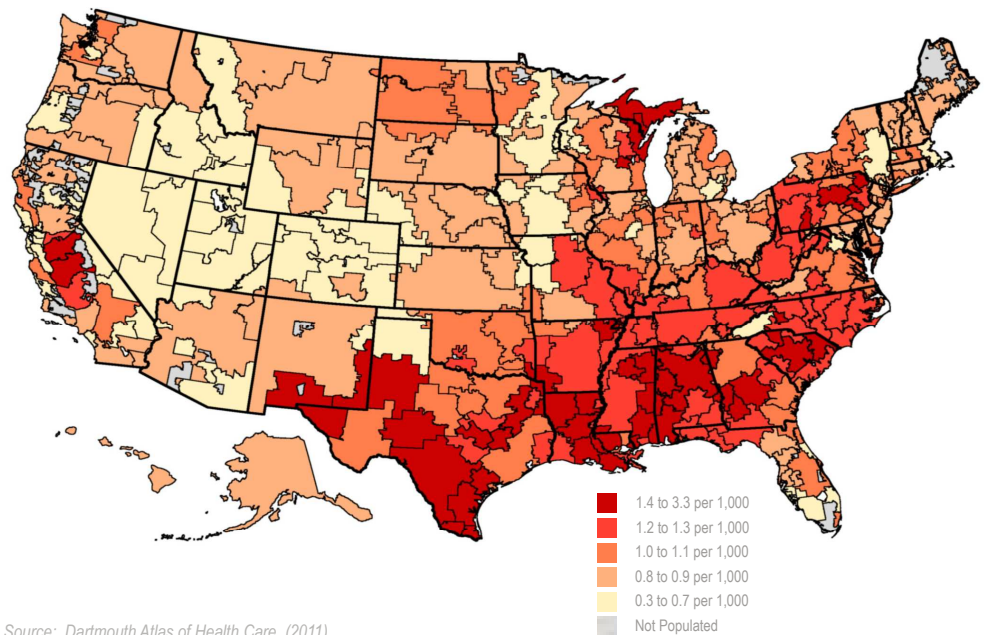 1.4 to 3.3 per 1,000
1.2 to 1.3 per 1,000
1.0 to 1.1 per 1,000
0.8 to 0.9 per 1,000
0.3 to 0.7 per 1,000
Not Populated
Source: Dartmouth Atlas of Health Care, (2011)